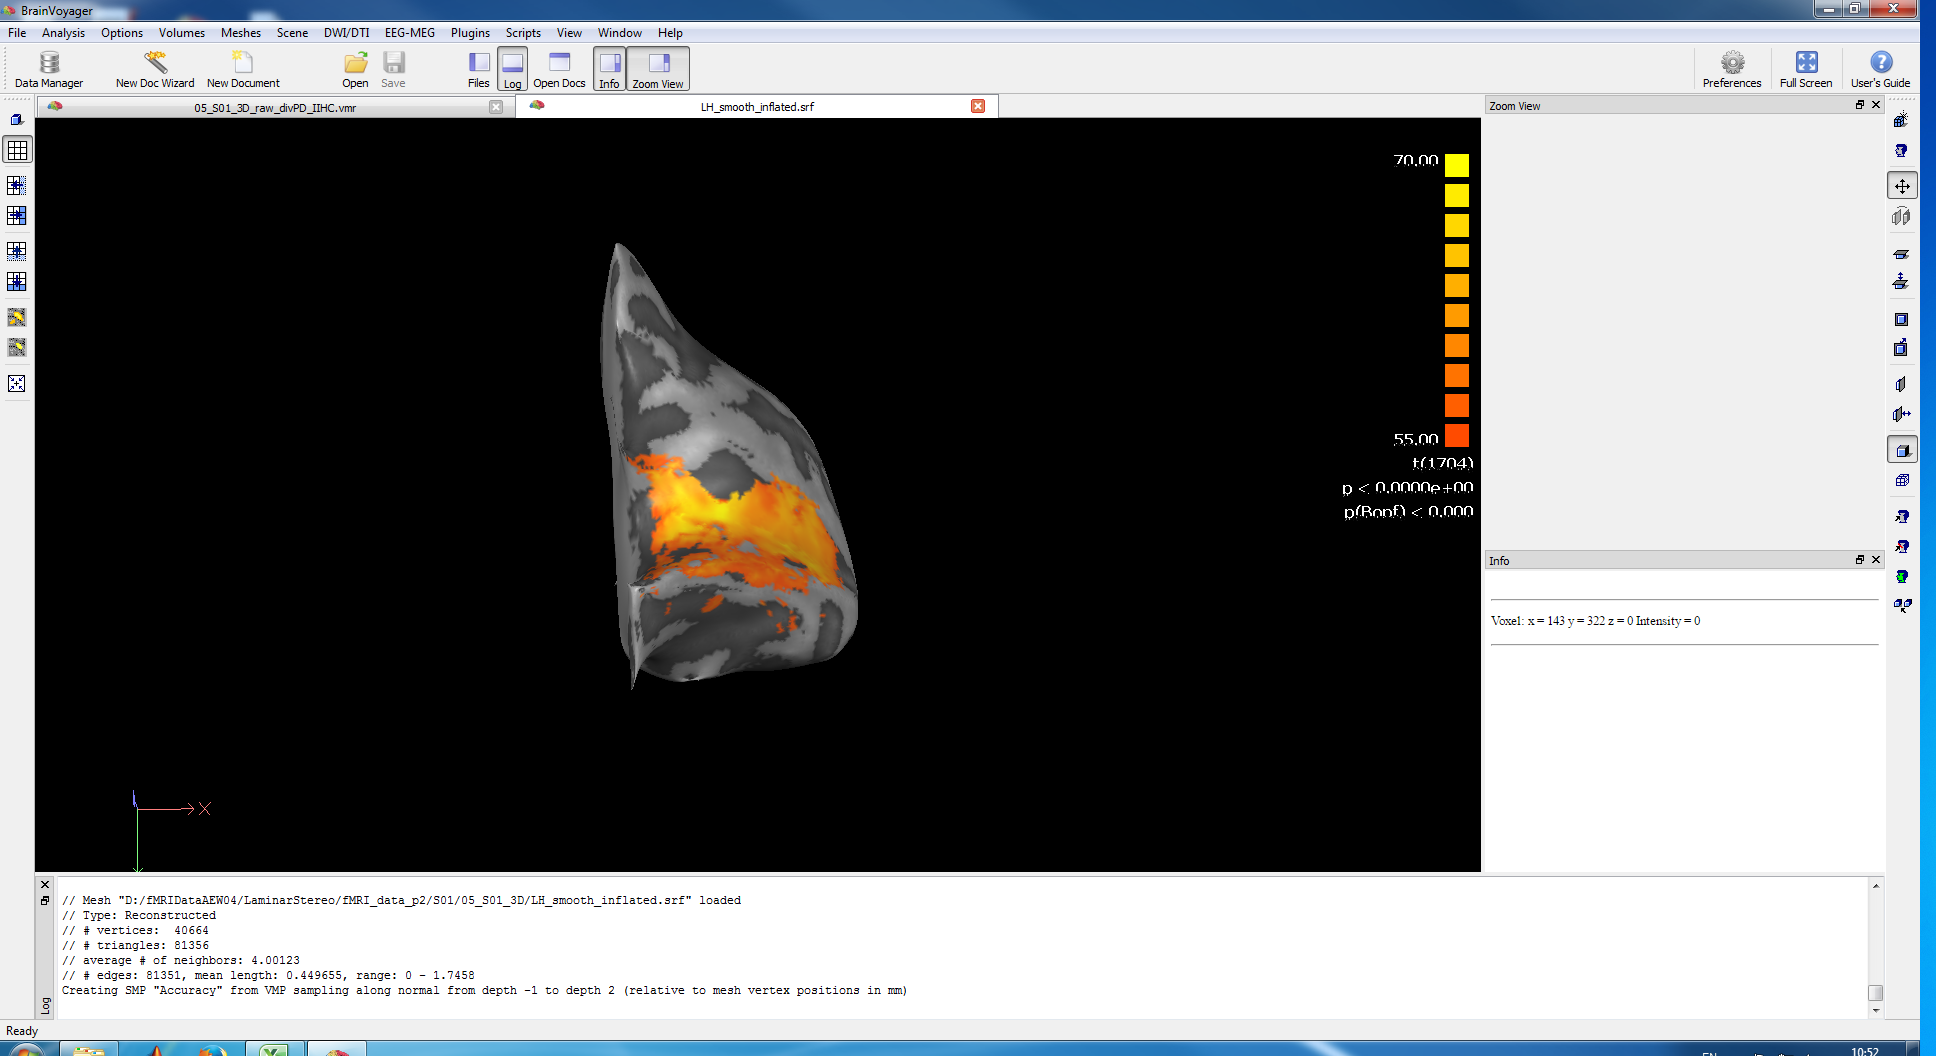 BrainVoyager
File Analysis Options Volumes Meshes Scene DWI/DTI EEG-MEG Plugins Scripts View Window Help
Data Manager New Doc Wizard New Document Open Save Files Log Open Docs Info Zoom View Preferences Full Screen User's Guide
05_S01_3D_raw_divPD_IIHC.vmr LH_smooth_inflated.srf Zoom View
70.00
55.00
t(1704)
p < 0.0000e+00
p(Bonf) < 0.000
X
Info
Voxel: x = 143 y = 322 z = 0 Intensity = 0
// Mesh "D:/fMRIDataAEW04/LaminarStereo/fMRI_data_p2/S01/05_S01_3D/LH_smooth_inflated.srf" loaded
// Type: Reconstructed
// # vertices: 40664
// # triangles: 81356
// average # of neighbors: 4.00123
// # edges: 81351, mean length: 0.449655, range: 0 - 1.7458
Creating SMP "Accuracy" from VMP sampling along normal from depth -1 to depth 2 (relative to mesh vertex positions in mm)
Log
Ready
10:52